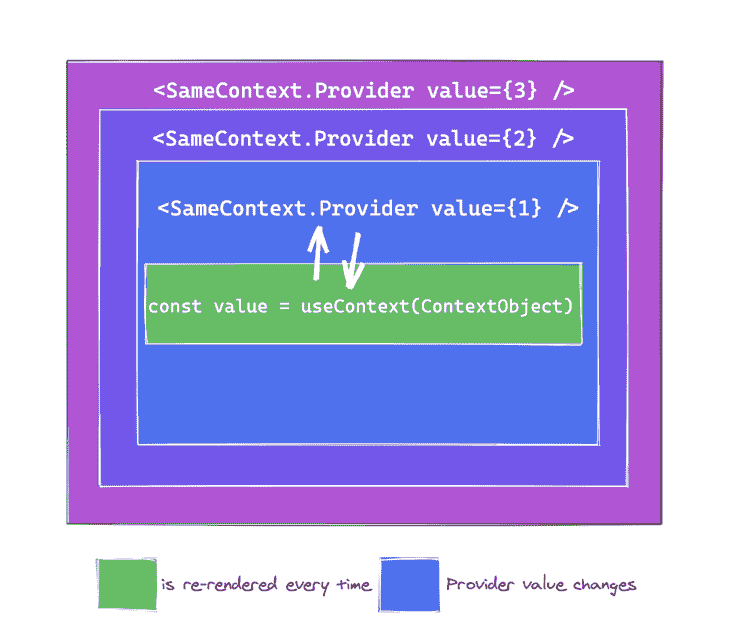 <SameContext.Provider value={3} />
<SameContext.Provider value={2} />
<SameContext.Provider value={1} />
const value = useContext(ContextObject)
is re-rendered every time
Provider value changes